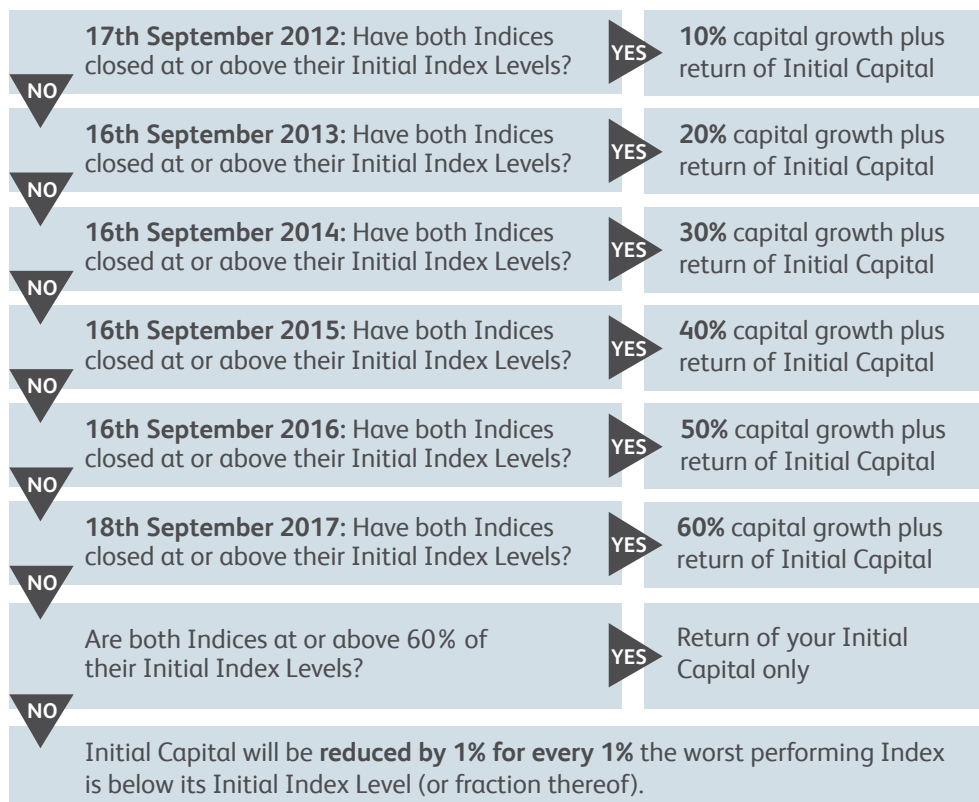 17th September 2012: Have both Indices
closed at or above their Initial Index Levels?
YES
10% capital growth plus
return of Initial Capital
NO
16th September 2013: Have both Indices
closed at or above their Initial Index Levels?
YES
20% capital growth plus
return of Initial Capital
NO
16th September 2014: Have both Indices
closed at or above their Initial Index Levels?
YES
30% capital growth plus
return of Initial Capital
NO
16th September 2015: Have both Indices
closed at or above their Initial Index Levels?
YES
40% capital growth plus
return of Initial Capital
NO
16th September 2016: Have both Indices
closed at or above their Initial Index Levels?
YES
50% capital growth plus
return of Initial Capital
NO
18th September 2017: Have both Indices
closed at or above their Initial Index Levels?
YES
60% capital growth plus
return of Initial Capital
NO
Are both Indices at or above 60% of
their Initial Index Levels?
YES
Return of your Initial
Capital only
NO
Initial Capital will be reduced by 1% for every 1% the worst performing Index
is below its Initial Index Level (or fraction thereof).